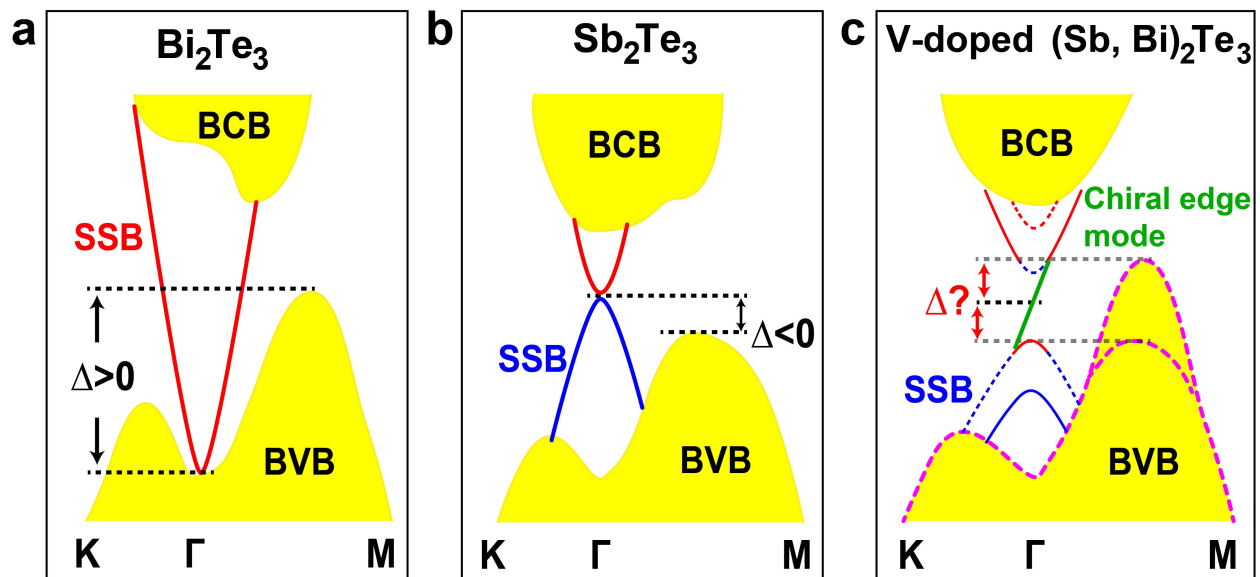 a
Bi₂Te₃
BCB
SSB
Δ>0
BVB
K Γ M
b
Sb₂Te₃
BCB
SSB
Δ<0
BVB
K Γ M
c
V-doped (Sb, Bi)₂Te₃
BCB
Chiral edge
mode
Δ?
SSB
BVB
K Γ M